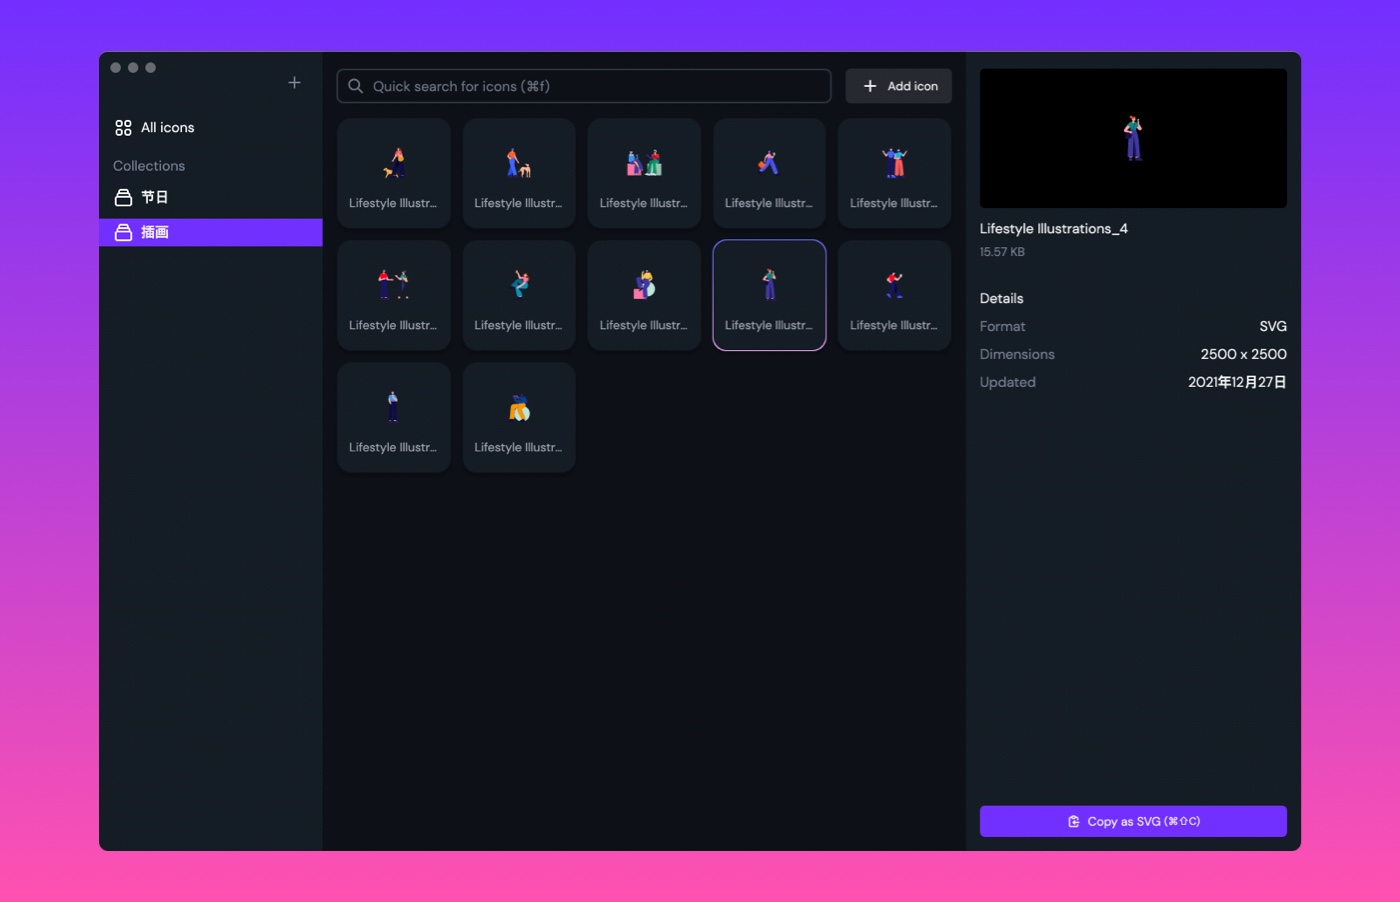 Quick search for icons (⌘f)
Add icon
All icons
Collections
节日
插画
Lifestyle Illustr...
Lifestyle Illustr...
Lifestyle Illustr...
Lifestyle Illustr...
Lifestyle Illustr...
Lifestyle Illustr...
Lifestyle Illustr...
Lifestyle Illustr...
Lifestyle Illustr...
Lifestyle Illustr...
Lifestyle Illustr...
Lifestyle Illustr...
Lifestyle Illustrations_4
15.57 KB
Details
Format SVG
Dimensions 2500 x 2500
Updated 2021年12月27日
Copy as SVG (⌘⇧C)